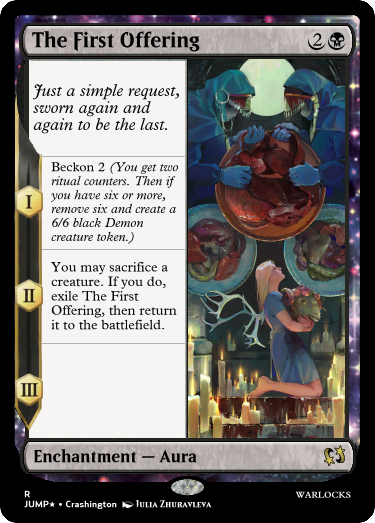 The First Offering 2
Just a simple request,
sworn again and
again to be the last.
I
Beckon 2 (You get two
ritual counters. Then if
you have six or more,
remove six and create a
6/6 black Demon
creature token.)
II
You may sacrifice a
creature. If you do,
exile The First
Offering, then return
it to the battlefield.
III
Enchantment — Aura
R
JUMP★ • Crashington Julia Zhuravleva
WARLOCKS